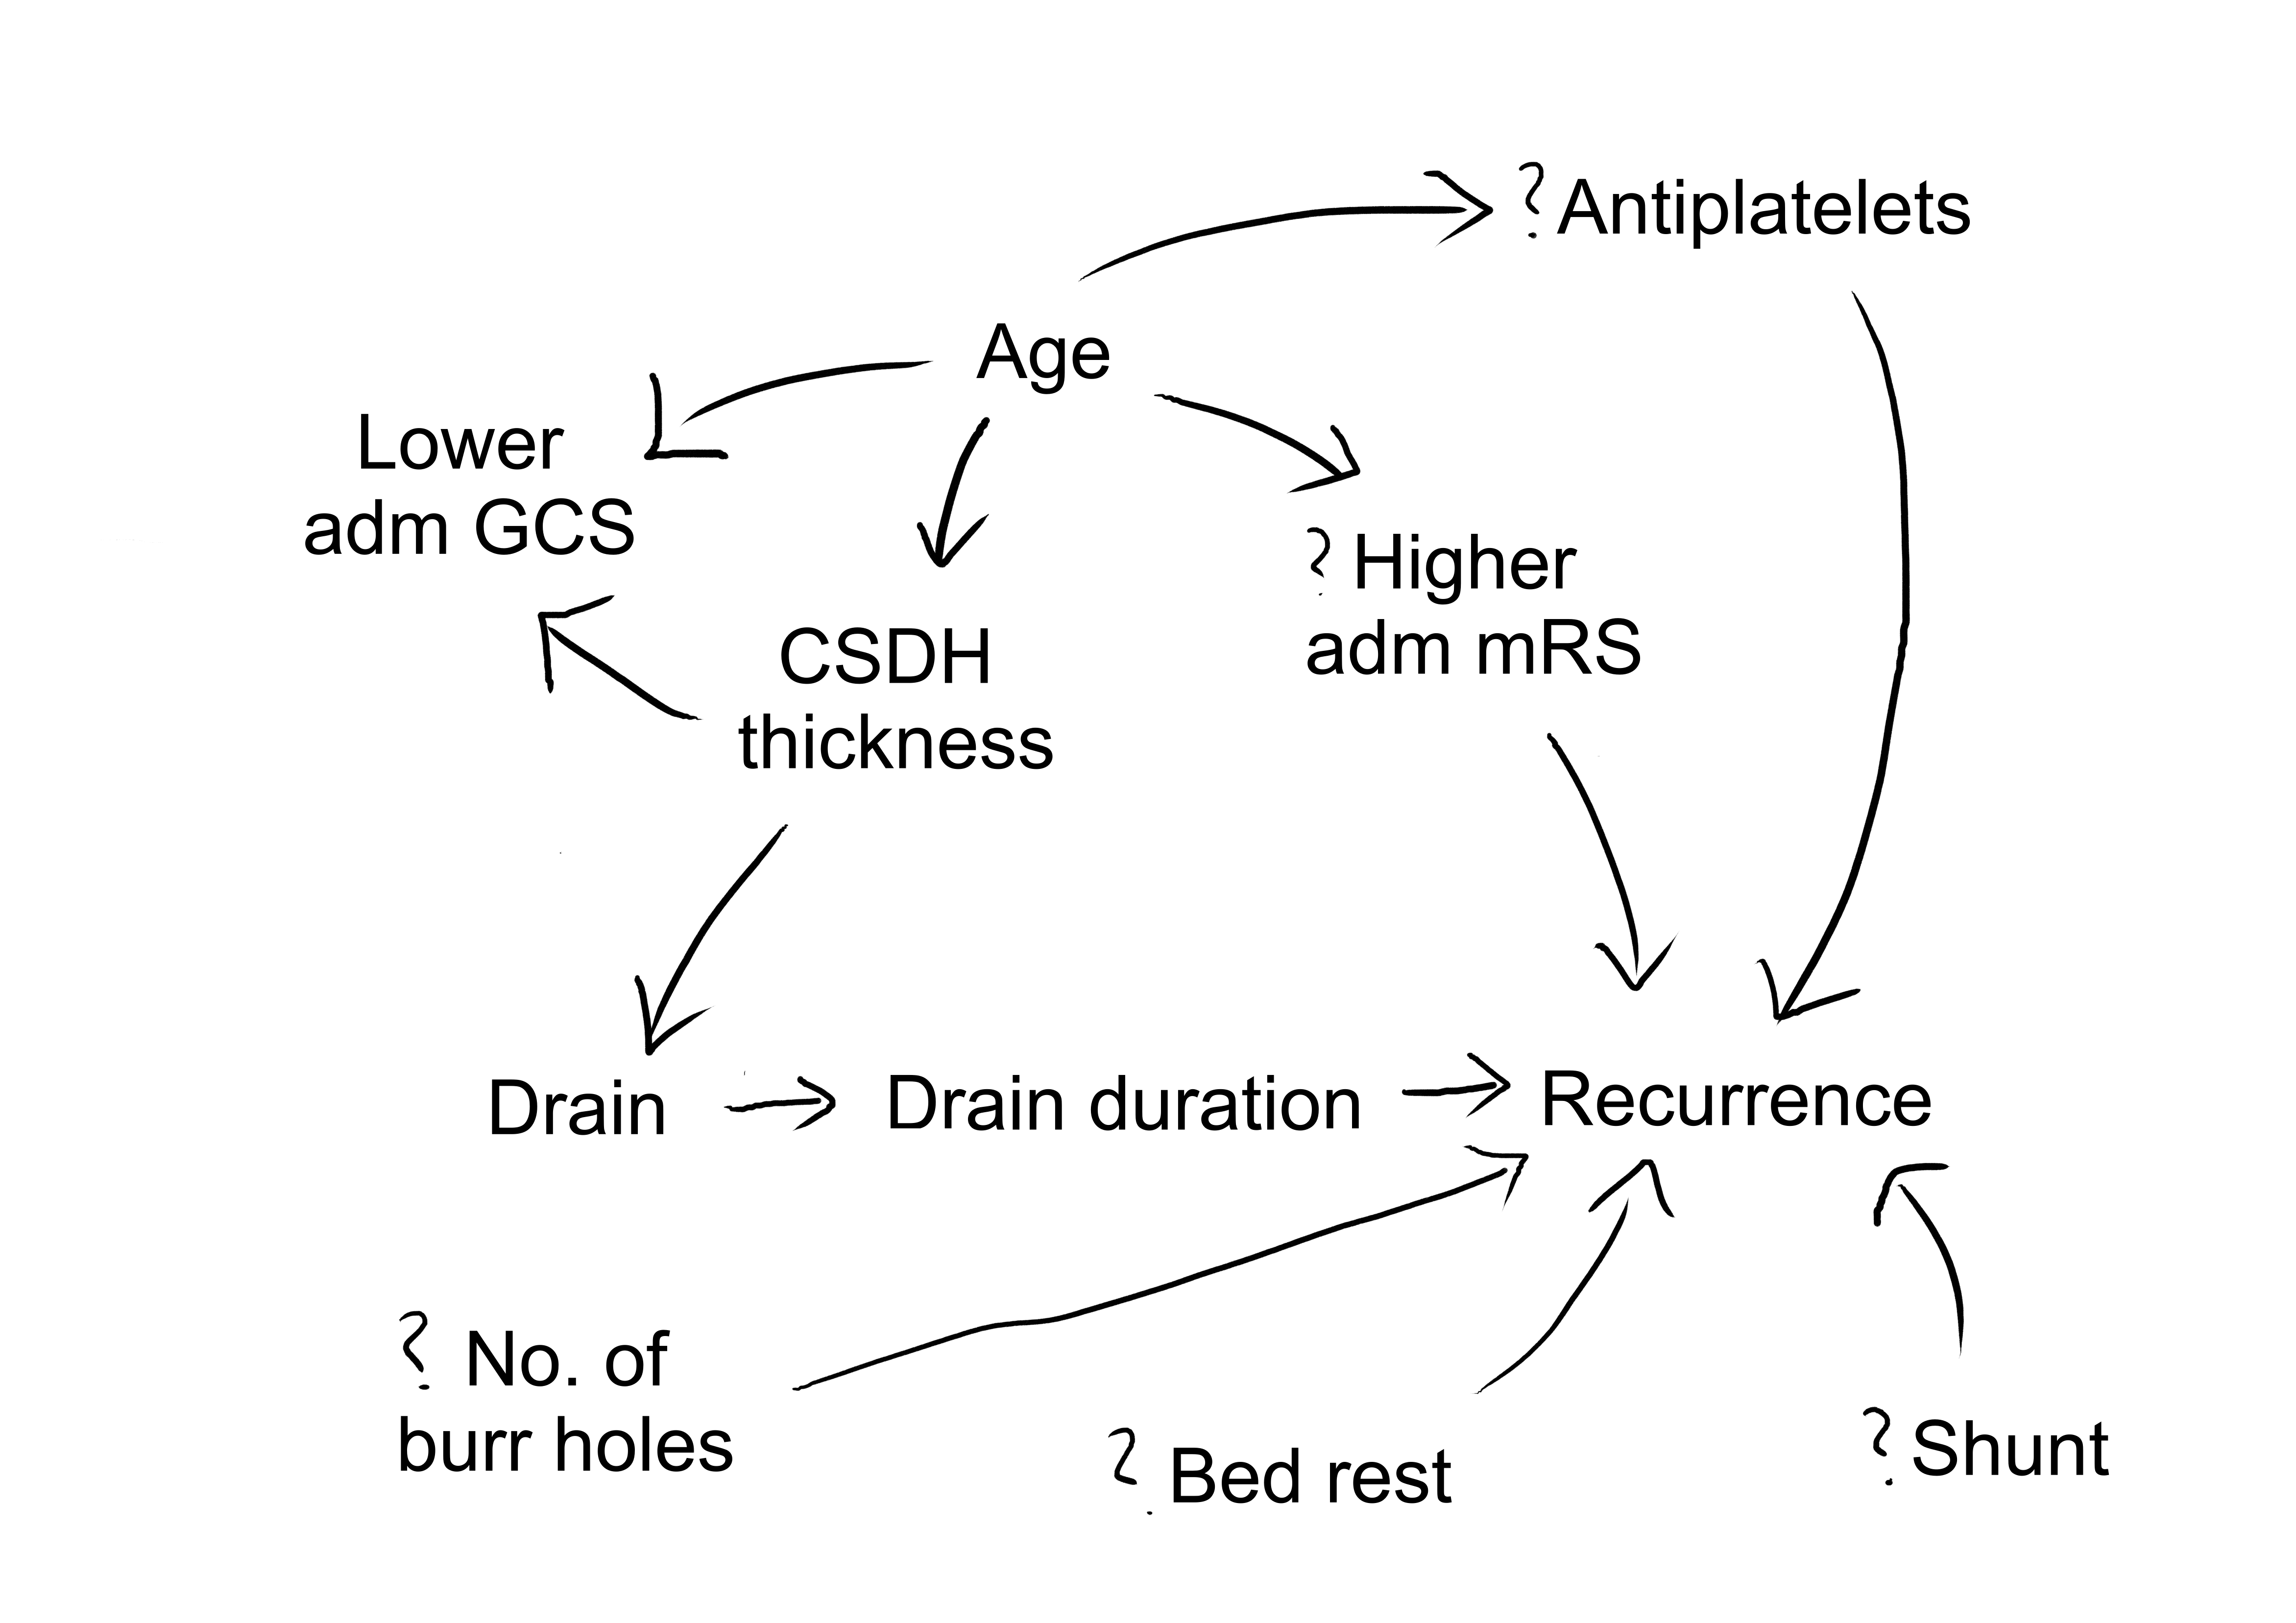 ? Antiplatelets
Age
Lower
adm GCS
? Higher
adm mRS
CSDH
thickness
Drain
Drain duration
Recurrence
? No. of
burr holes
? Bed rest
? Shunt